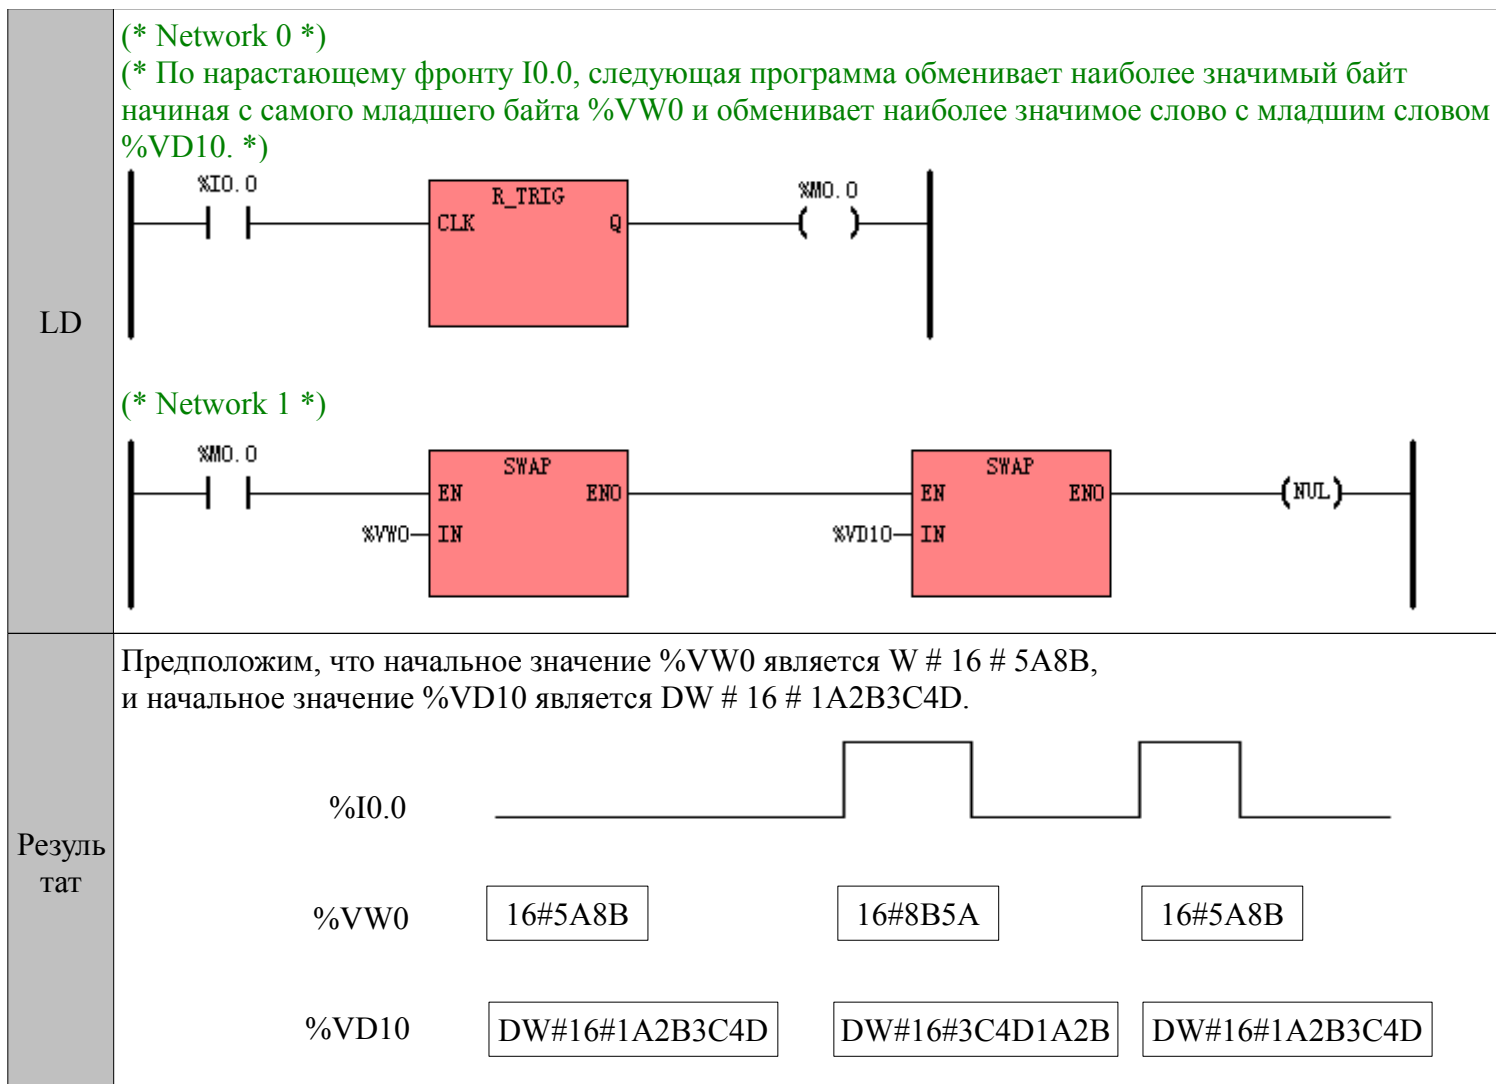 (* Network 0 *)
(* По нарастающему фронту I0.0, следующая программа обменивает наиболее значимый байт
начиная с самого младшего байта %VW0 и обменивает наиболее значимое слово с младшим словом
%VD10. *)
%I0.0 R_TRIG %M0.0
CLK Q
LD
(* Network 1 *)
%M0.0 SWAP SWAP
EN ENO EN ENO (NUL)
%VW0 IN %VD10 IN
Предположим, что начальное значение %VW0 является W # 16 # 5A8B,
и начальное значение %VD10 является DW # 16 # 1A2B3C4D.
%I0.0
Резуль
тат
%VW0 16#5A8B 16#8B5A 16#5A8B
%VD10 DW#16#1A2B3C4D DW#16#3C4D1A2B DW#16#1A2B3C4D